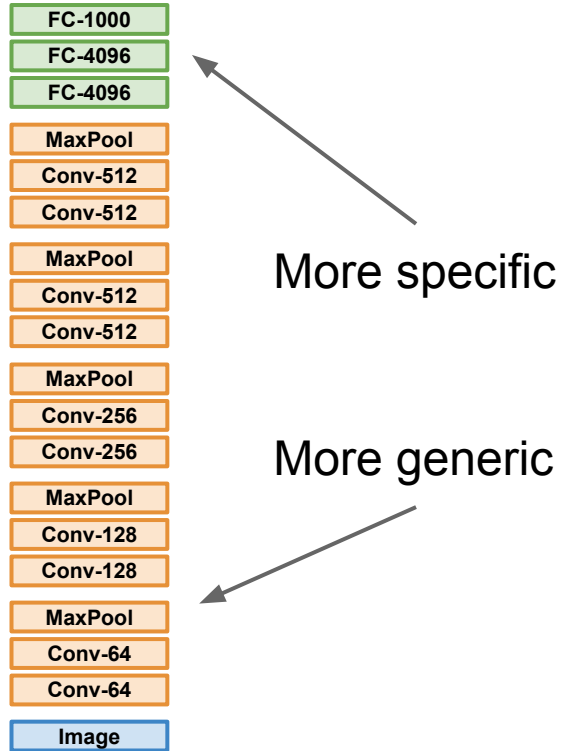 FC-1000
FC-4096
FC-4096
MaxPool
Conv-512
Conv-512
MaxPool
Conv-512
Conv-512
MaxPool
Conv-256
Conv-256
MaxPool
Conv-128
Conv-128
MaxPool
Conv-64
Conv-64
Image
More specific
More generic